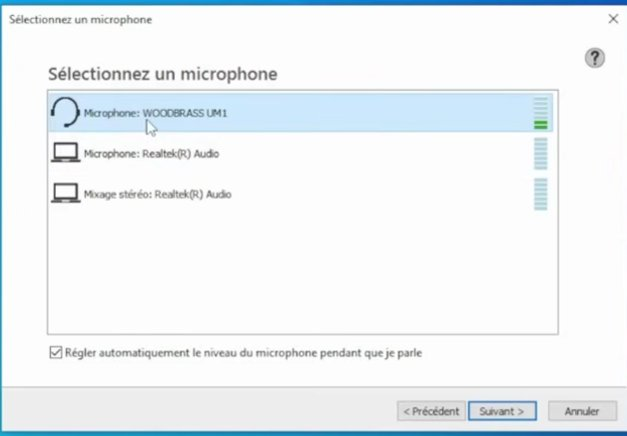 Sélectionnez un microphone
?
Sélectionnez un microphone
Microphone: WOODBRASS UM1
Microphone: Realtek(R) Audio
Mixage stéréo: Realtek(R) Audio
Régler automatiquement le niveau du microphone pendant que je parle
< Précédent Suivant > Annuler